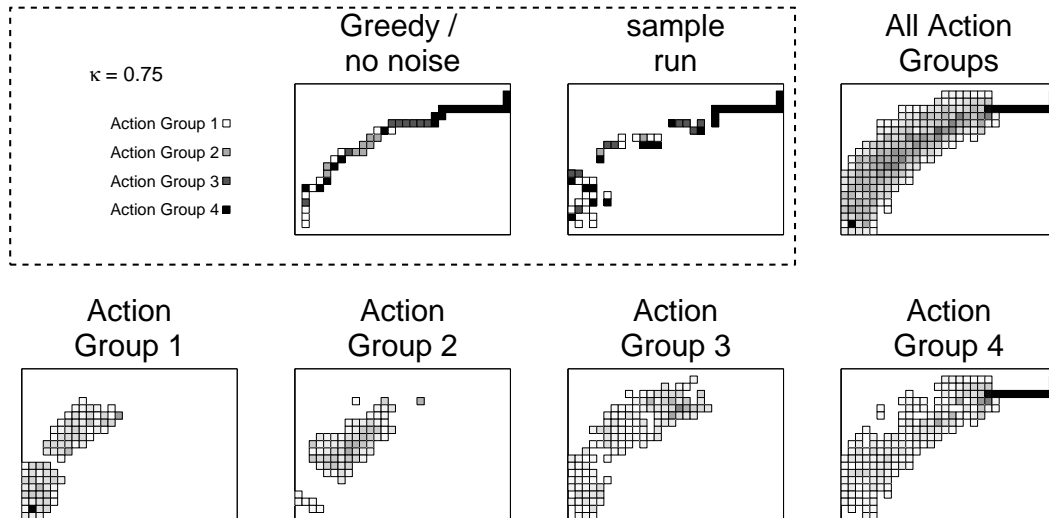 Greedy /
no noise
sample
run
All Action
Groups
κ = 0.75
Action Group 1
Action Group 2
Action Group 3
Action Group 4
Action
Group 1
Action
Group 2
Action
Group 3
Action
Group 4